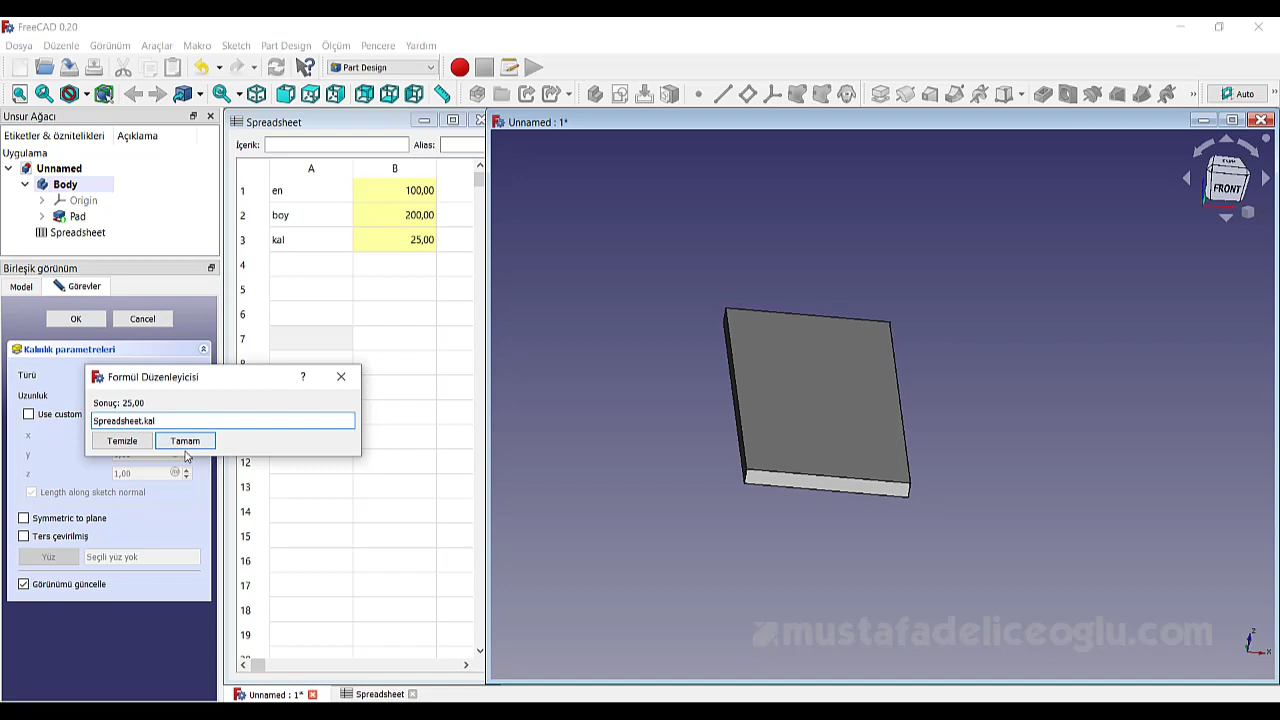 FreeCAD 0.20
Dosya Düzenle Görünüm Araçlar Makro Sketch Part Design Ölçüm Pencere Yardım
Part Design
Auto
Unsur Ağacı
Etiketler & öznitelikleri Açıklama
Uygulama
Unnamed
Body
Origin
Pad
Spreadsheet
Birleşik görünüm
Model Görevler
OK Cancel
Kalınlık parametreleri
Türü
Uzunluk
Use custom
x
y
z 1,00
Length along sketch normal
Symmetric to plane
Ters çevirilmiş
Yüz Seçili yüz yok
Görünümü güncelle
Formül Düzenleyicisi
?
Sonuç: 25,00
Spreadsheet.kal
Temizle Tamam
Spreadsheet
İçerik: Alias:
A B
1 en 100,00
2 boy 200,00
3 kal 25,00
4
5
6
7
12
13
14
15
16
17
18
19
Unnamed : 1*
FRONT
Z
X
mustafadeliceoglu.com
Unnamed : 1* Spreadsheet